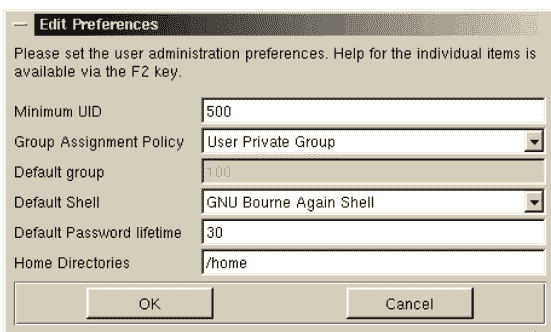 Edit Preferences
Please set the user administration preferences. Help for the individual items is
available via the F2 key.
Minimum UID 500
Group Assignment Policy User Private Group
Default group 100
Default Shell GNU Bourne Again Shell
Default Password lifetime 30
Home Directories /home
OK Cancel